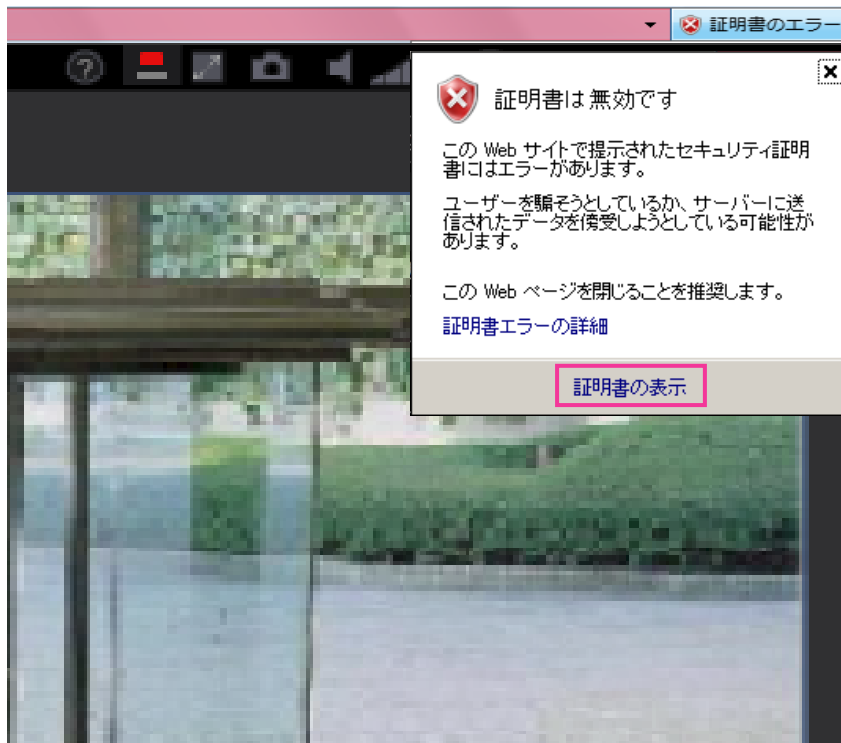 証明書のエラー
証明書は無効です
この Web サイトで提示されたセキュリティ証明
書にはエラーがあります。
ユーザーを騙そうとしているか、サーバーに送
信されたデータを傍受しようとしている可能性が
あります。
この Web ページを閉じることを推奨します。
証明書エラーの詳細
証明書の表示